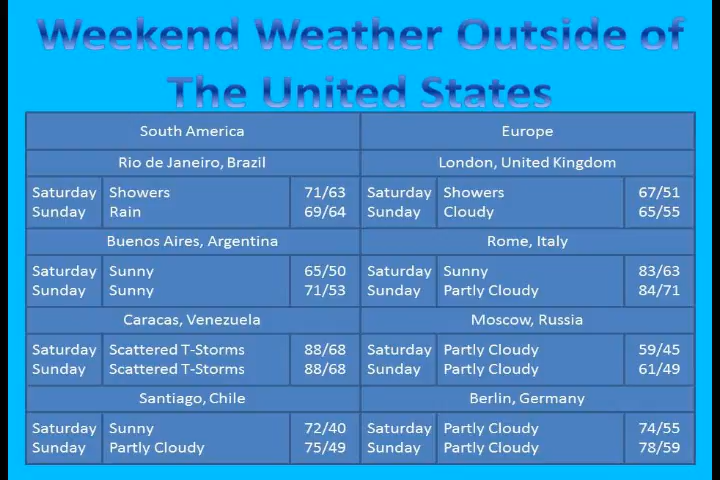 Weekend Weather Outside of
The United States
South America
Europe
Rio de Janeiro, Brazil
London, United Kingdom
Saturday Showers 71/63
Sunday Rain 69/64
Saturday Showers 67/51
Sunday Cloudy 65/55
Buenos Aires, Argentina
Rome, Italy
Saturday Sunny 65/50
Sunday Sunny 71/53
Saturday Sunny 83/63
Sunday Partly Cloudy 84/71
Caracas, Venezuela
Moscow, Russia
Saturday Scattered T-Storms 88/68
Sunday Scattered T-Storms 88/68
Saturday Partly Cloudy 59/45
Sunday Partly Cloudy 61/49
Santiago, Chile
Berlin, Germany
Saturday Sunny 72/40
Sunday Partly Cloudy 75/49
Saturday Partly Cloudy 74/55
Sunday Partly Cloudy 78/59